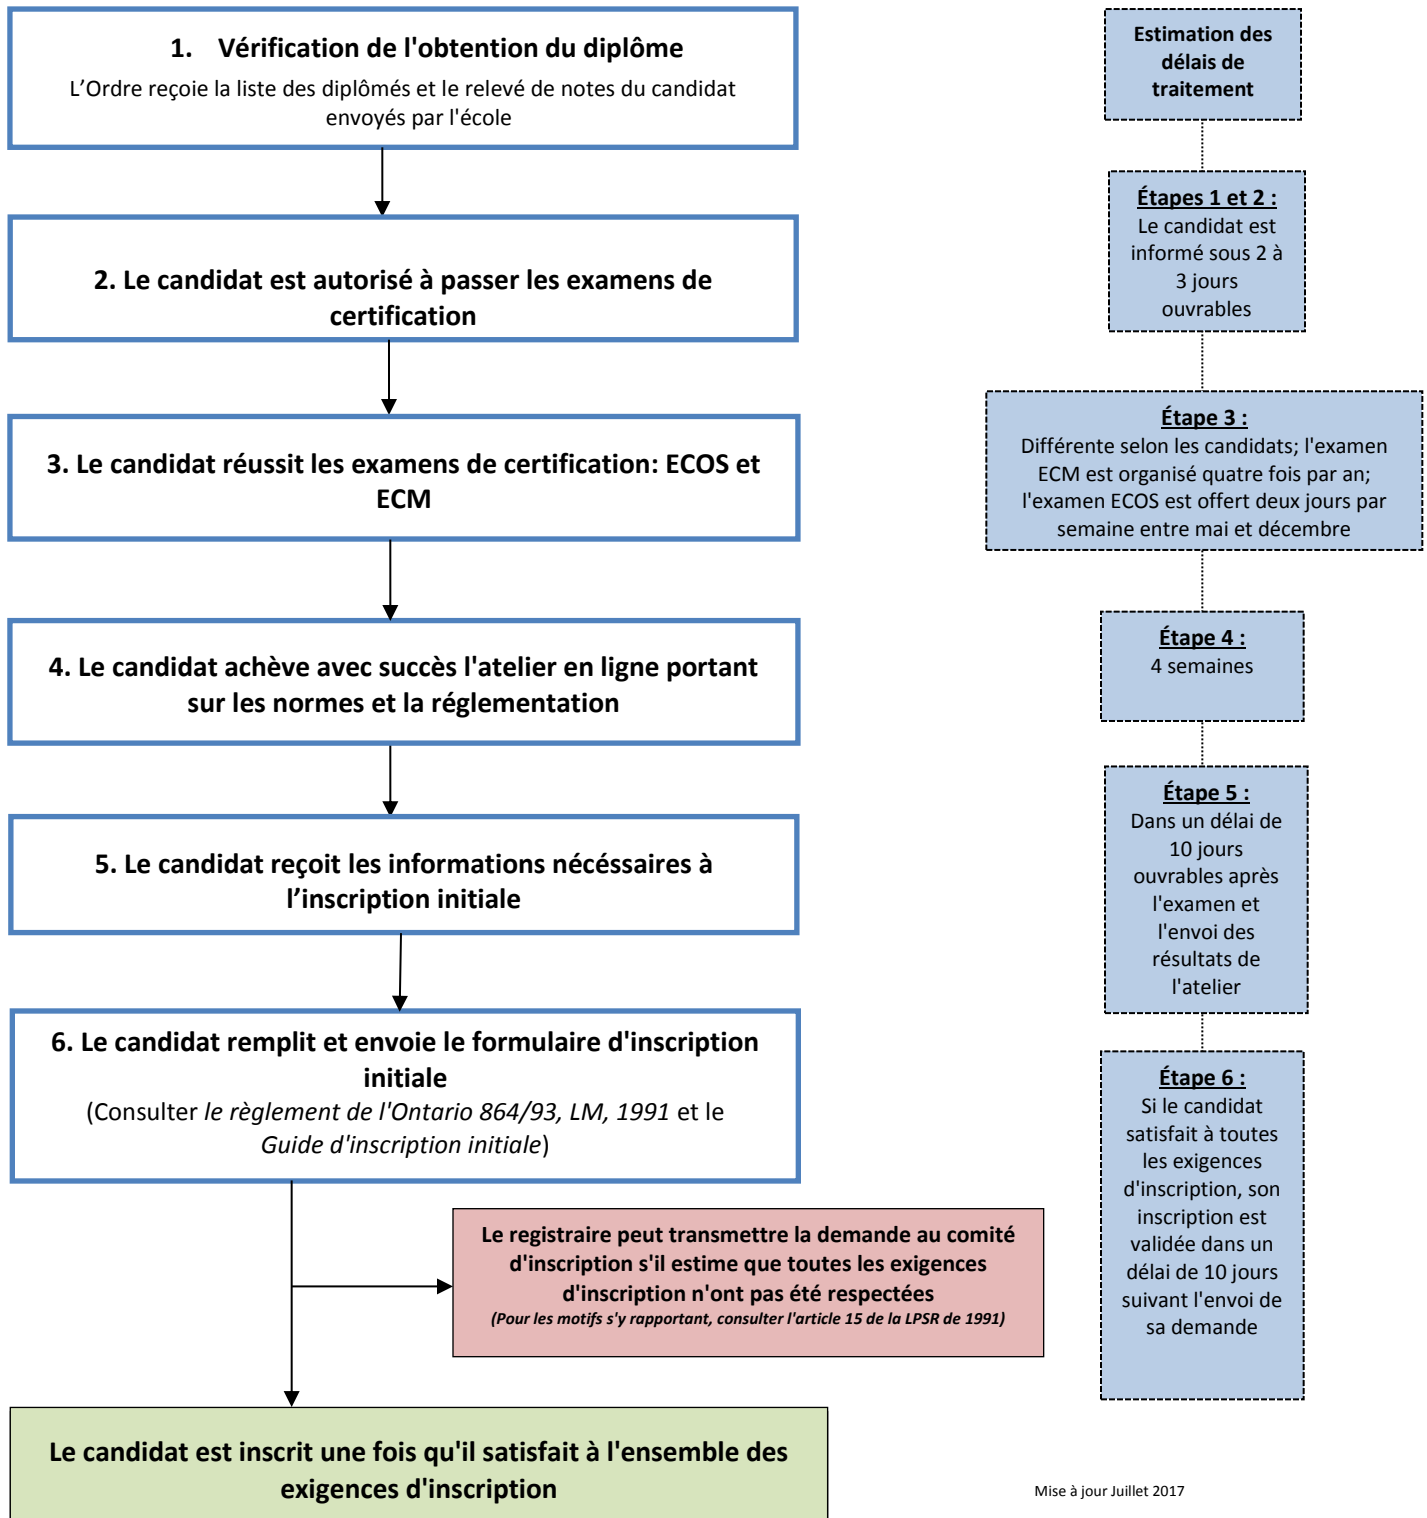 1. Vérification de l'obtention du diplôme
L’Ordre reçoie la liste des diplômés et le relevé de notes du candidat
envoyés par l'école
2. Le candidat est autorisé à passer les examens de
certification
3. Le candidat réussit les examens de certification: ECOS et
ECM
4. Le candidat achève avec succès l'atelier en ligne portant
sur les normes et la réglementation
5. Le candidat reçoit les informations nécéssaires à
l’inscription initiale
6. Le candidat remplit et envoie le formulaire d'inscription
initiale
(Consulter le règlement de l'Ontario 864/93, LM, 1991 et le
Guide d'inscription initiale)
Le registraire peut transmettre la demande au comité
d'inscription s'il estime que toutes les exigences
d'inscription n'ont pas été respectées
(Pour les motifs s'y rapportant, consulter l'article 15 de la LPSR de 1991)
Le candidat est inscrit une fois qu'il satisfait à l'ensemble des
exigences d'inscription
Estimation des
délais de
traitement
Étapes 1 et 2 :
Le candidat est
informé sous 2 à
3 jours
ouvrables
Étape 3 :
Différente selon les candidats; l'examen
ECM est organisé quatre fois par an;
l'examen ECOS est offert deux jours par
semaine entre mai et décembre
Étape 4 :
4 semaines
Étape 5 :
Dans un délai de
10 jours
ouvrables après
l'examen et
l'envoi des
résultats de
l'atelier
Étape 6 :
Si le candidat
satisfait à toutes
les exigences
d'inscription, son
inscription est
validée dans un
délai de 10 jours
suivant l'envoi de
sa demande
Mise à jour Juillet 2017